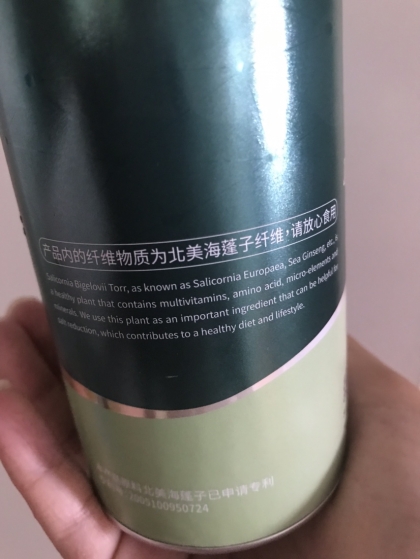 产品内的纤维物质为北美海蓬子纤维，请放心食用
Salicornia Bigelovii Torr, as known as Salicornia Europaea, Sea Ginseng, etc, is
a healthy plant that contains multivitamins, amino acid, micro-elements and
minerals. We use this plant as an important ingredient that can be helpful for
salt reduction, which contributes to a healthy diet and lifestyle.
原料北美海蓬子已申请专利
2009100950724